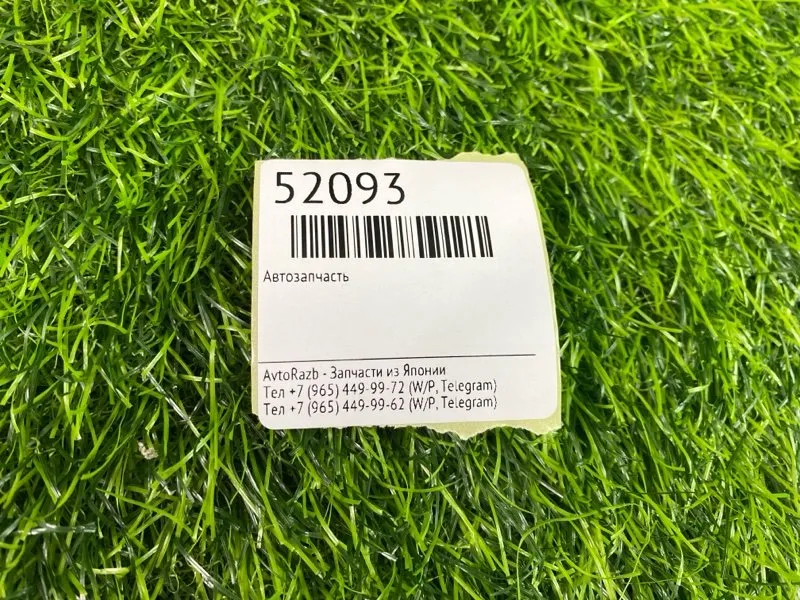 52093
Автозапчасть
AvtoRazb - Запчасти из Японии
Тел +7 (965) 449-99-72 (W/P, Telegram)
Тел +7 (965) 449-99-62 (W/P, Telegram)